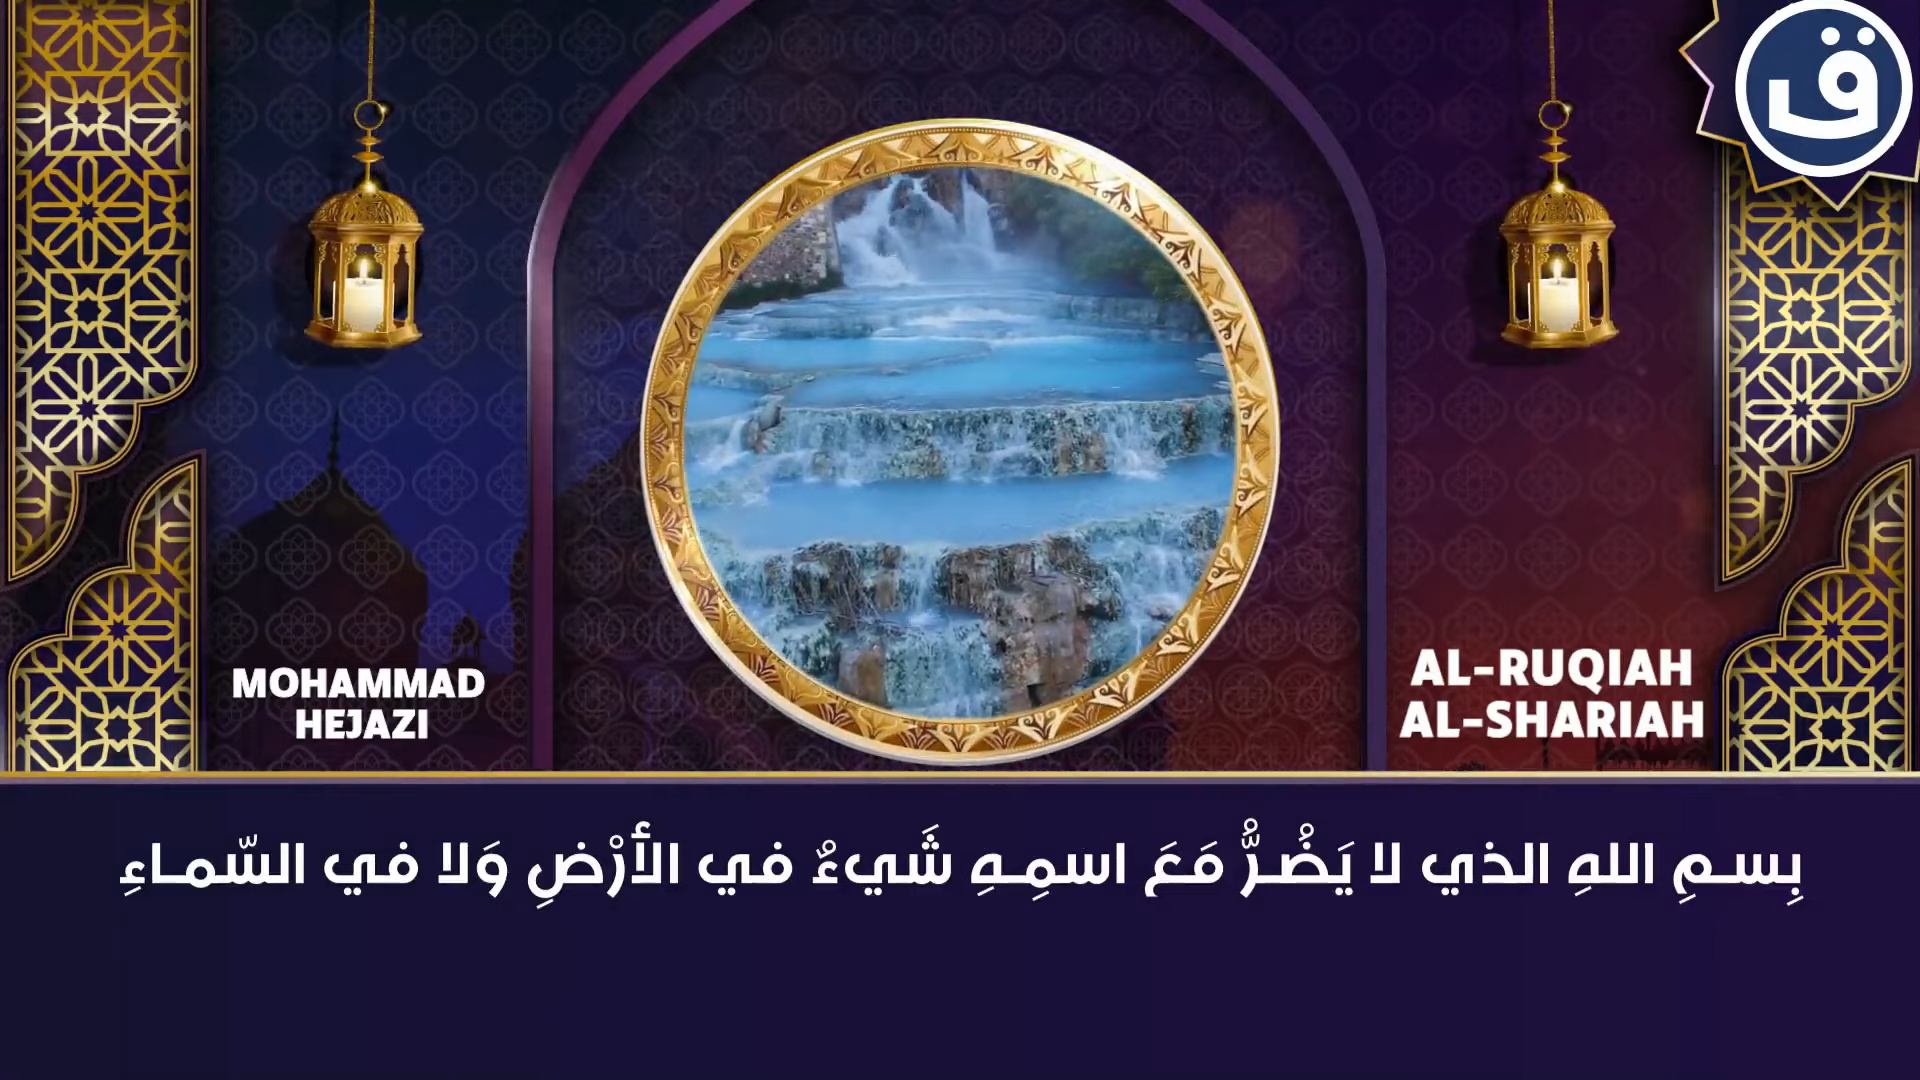 ق
MOHAMMAD
HEJAZI
AL-RUQIAH
AL-SHARIAH
بِسـمِ اللهِ الذي لا يَضُـرُّ مَعَ اسمِـهِ شَيءٌ في الأرْضِ وَلا في السّمـاءِ